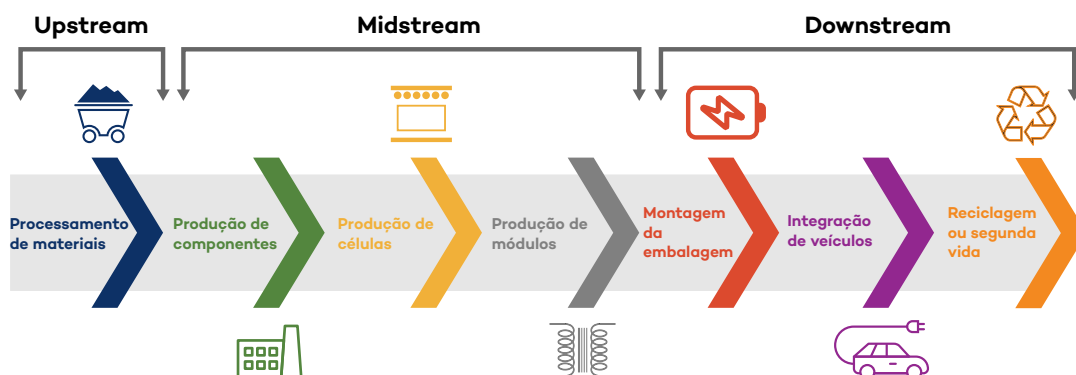 Upstream
Midstream
Downstream
Processamento
de materiais
Produção de
componentes
Produção de
células
Produção de
módulos
Montagem
da
embalagem
Integração
de veículos
Reciclagem
ou segunda
vida